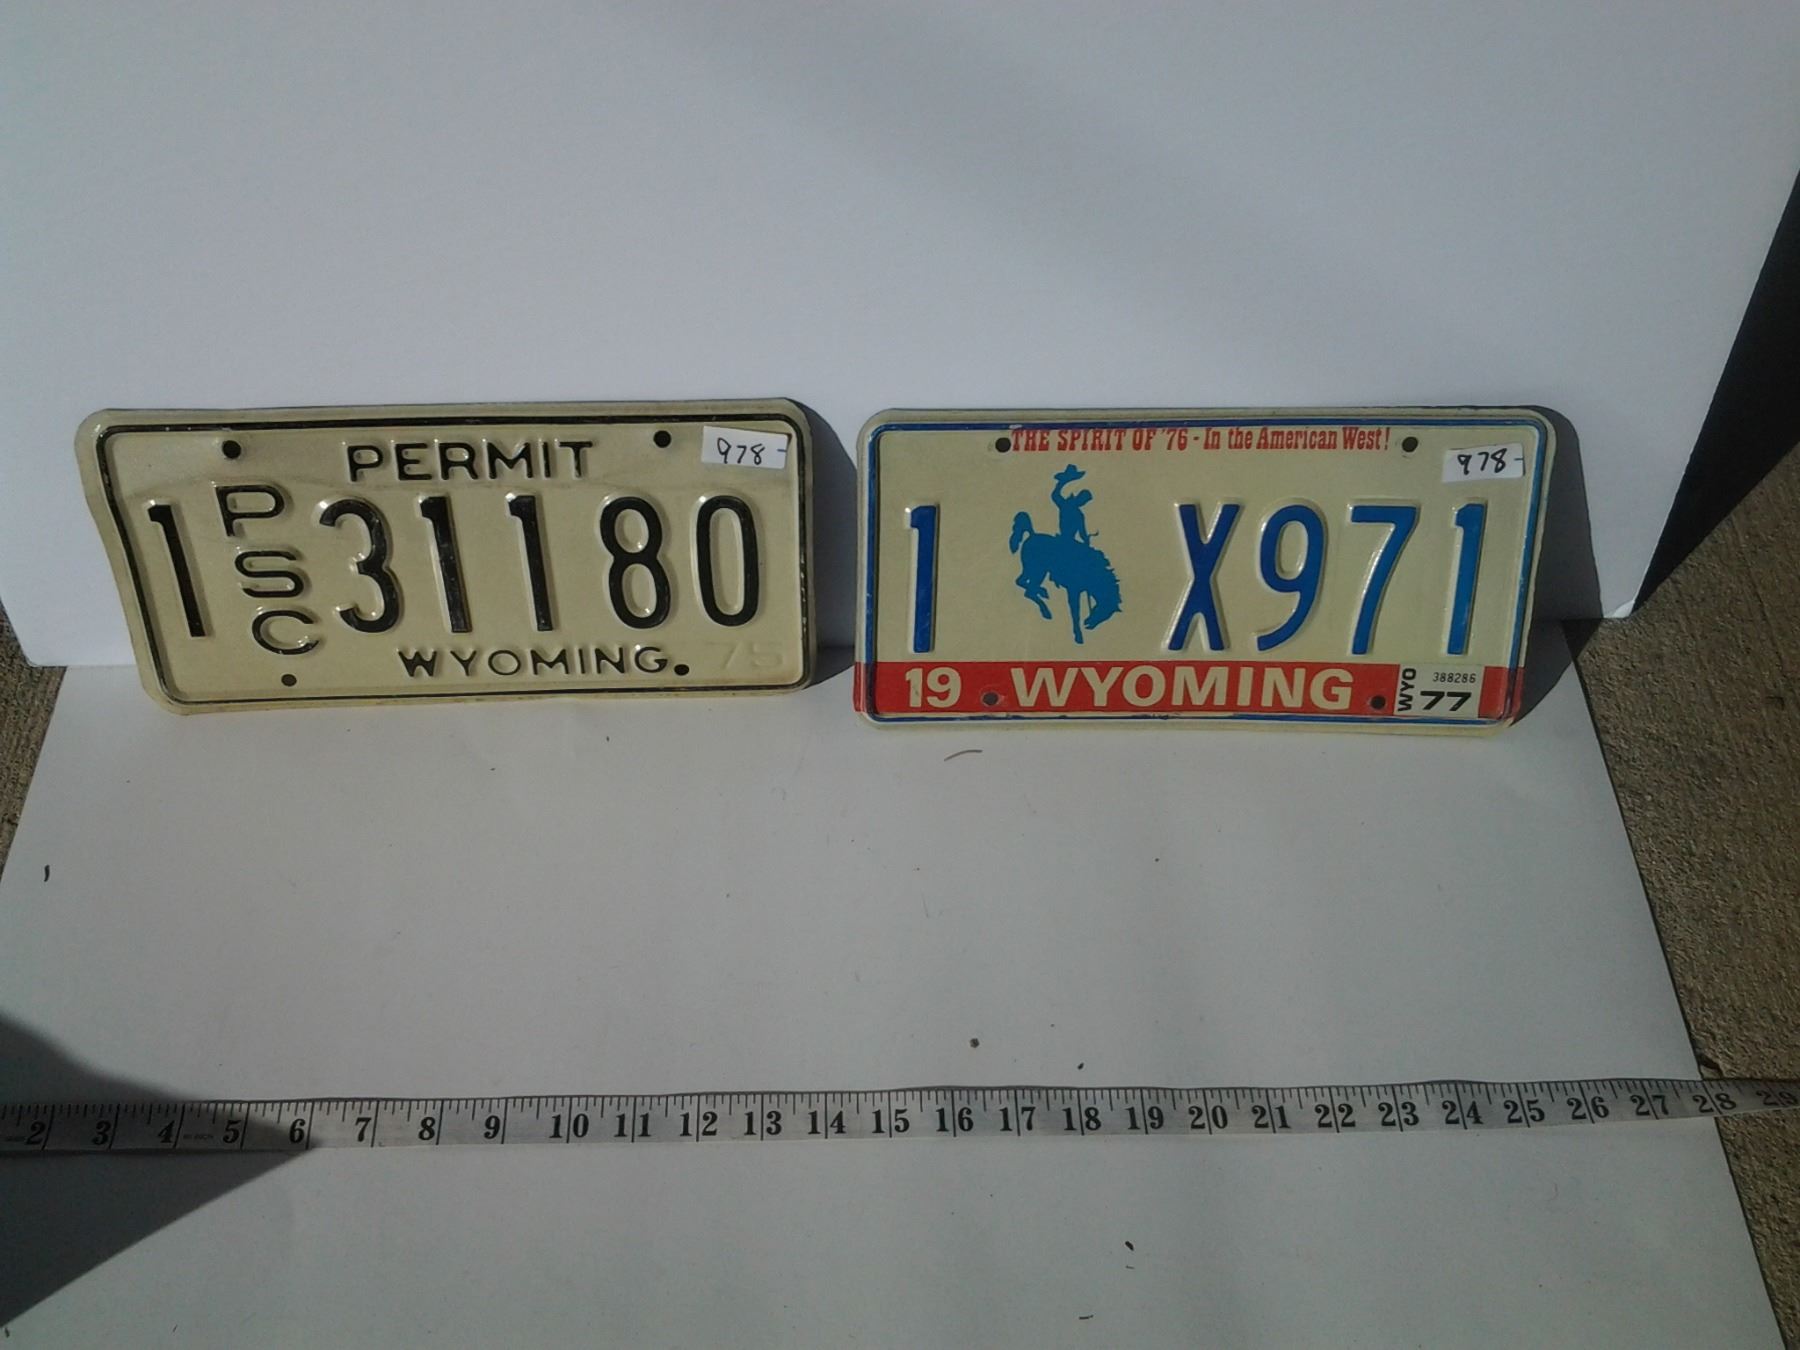 PERMIT
978-
1 PSC 31180
WYOMING 75
THE SPIRIT OF '76 - In the American West!
978-
1 X971
19 WYOMING
WYO 388286
77
2 3 4 5 6 7 8 9 10 11 12 13 14 15 16 17 18 19 20 21 22 23 24 25 26 27 28 29